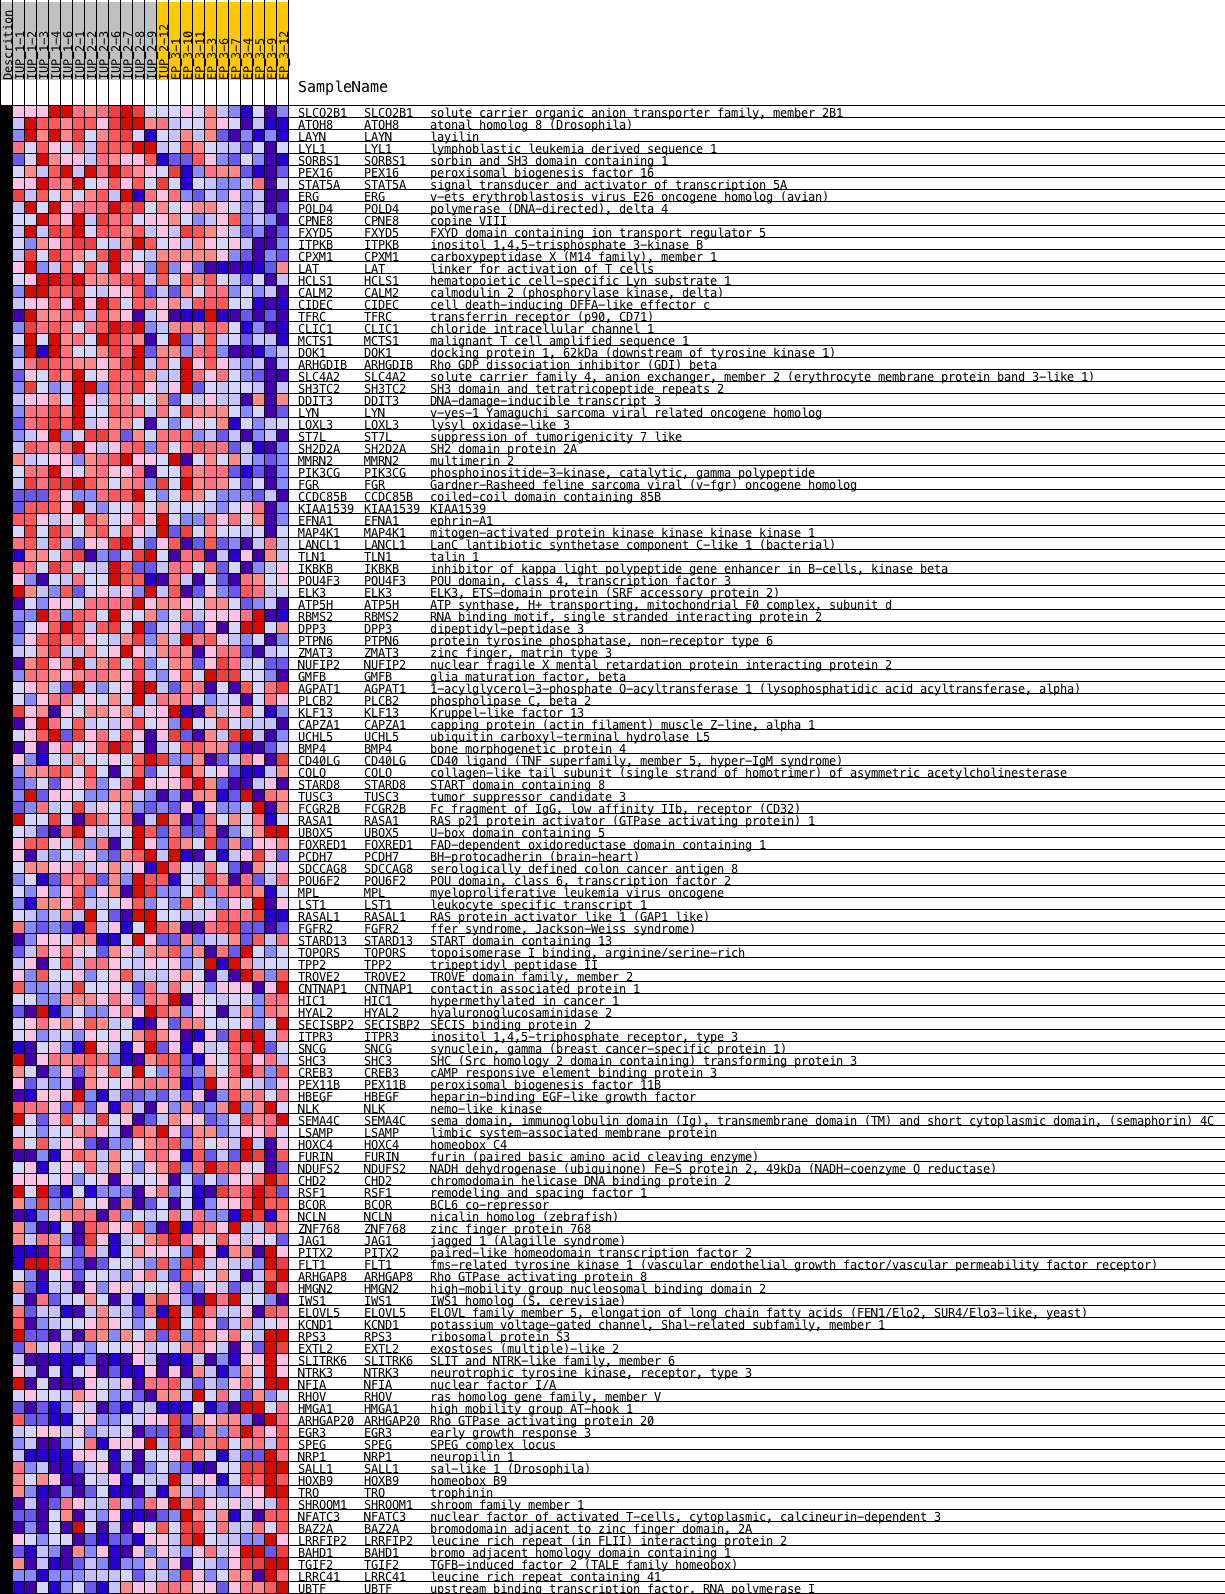 Descrition
IUP_1-1
IUP_1-2
IUP_1-3
IUP_1-4
IUP_1-6
IUP_2-1
IUP_2-2
IUP_2-3
IUP_2-6
IUP_2-7
IUP_2-8
IUP_2-9
IUP_2-12
EP_3-1
EP_3-10
EP_3-11
EP_3-3
EP_3-6
EP_3-7
EP_3-4
EP_3-5
EP_3-9
EP_3-12
SampleName
SLCO2B1 SLCO2B1 solute carrier organic anion transporter family, member 2B1
ATOH8 ATOH8 atonal homolog 8 (Drosophila)
LAYN LAYN layilin
LYL1 LYL1 lymphoblastic leukemia derived sequence 1
SORBS1 SORBS1 sorbin and SH3 domain containing 1
PEX16 PEX16 peroxisomal biogenesis factor 16
STAT5A STAT5A signal transducer and activator of transcription 5A
ERG ERG v-ets erythroblastosis virus E26 oncogene homolog (avian)
POLD4 POLD4 polymerase (DNA-directed), delta 4
CPNE8 CPNE8 copine VIII
FXYD5 FXYD5 FXYD domain containing ion transport regulator 5
ITPKB ITPKB inositol 1,4,5-trisphosphate 3-kinase B
CPXM1 CPXM1 carboxypeptidase X (M14 family), member 1
LAT LAT linker for activation of T cells
HCLS1 HCLS1 hematopoietic cell-specific Lyn substrate 1
CALM2 CALM2 calmodulin 2 (phosphorylase kinase, delta)
CIDEC CIDEC cell death-inducing DFFA-like effector c
TFRC TFRC transferrin receptor (p90, CD71)
CLIC1 CLIC1 chloride intracellular channel 1
MCTS1 MCTS1 malignant T cell amplified sequence 1
DOK1 DOK1 docking protein 1, 62kDa (downstream of tyrosine kinase 1)
ARHGDIB ARHGDIB Rho GDP dissociation inhibitor (GDI) beta
SLC4A2 SLC4A2 solute carrier family 4, anion exchanger, member 2 (erythrocyte membrane protein band 3-like 1)
SH3TC2 SH3TC2 SH3 domain and tetratricopeptide repeats 2
DDIT3 DDIT3 DNA-damage-inducible transcript 3
LYN LYN v-yes-1 Yamaguchi sarcoma viral related oncogene homolog
LOXL3 LOXL3 lysyl oxidase-like 3
ST7L ST7L suppression of tumorigenicity 7 like
SH2D2A SH2D2A SH2 domain protein 2A
MMRN2 MMRN2 multimerin 2
PIK3CG PIK3CG phosphoinositide-3-kinase, catalytic, gamma polypeptide
FGR FGR Gardner-Rasheed feline sarcoma viral (v-fgr) oncogene homolog
CCDC85B CCDC85B coiled-coil domain containing 85B
KIAA1539 KIAA1539 KIAA1539
EFNA1 EFNA1 ephrin-A1
MAP4K1 MAP4K1 mitogen-activated protein kinase kinase kinase kinase 1
LANCL1 LANCL1 LanC lantibiotic synthetase component C-like 1 (bacterial)
TLN1 TLN1 talin 1
IKBKB IKBKB inhibitor of kappa light polypeptide gene enhancer in B-cells, kinase beta
POU4F3 POU4F3 POU domain, class 4, transcription factor 3
ELK3 ELK3 ELK3, ETS-domain protein (SRF accessory protein 2)
ATP5H ATP5H ATP synthase, H+ transporting, mitochondrial F0 complex, subunit d
RBMS2 RBMS2 RNA binding motif, single stranded interacting protein 2
DPP3 DPP3 dipeptidyl-peptidase 3
PTPN6 PTPN6 protein tyrosine phosphatase, non-receptor type 6
ZMAT3 ZMAT3 zinc finger, matrin type 3
NUFIP2 NUFIP2 nuclear fragile X mental retardation protein interacting protein 2
GMFB GMFB glia maturation factor, beta
AGPAT1 AGPAT1 1-acylglycerol-3-phosphate O-acyltransferase 1 (lysophosphatidic acid acyltransferase, alpha)
PLCB2 PLCB2 phospholipase C, beta 2
KLF13 KLF13 Kruppel-like factor 13
CAPZA1 CAPZA1 capping protein (actin filament) muscle Z-line, alpha 1
UCHL5 UCHL5 ubiquitin carboxyl-terminal hydrolase L5
BMP4 BMP4 bone morphogenetic protein 4
CD40LG CD40LG CD40 ligand (TNF superfamily, member 5, hyper-IgM syndrome)
COLQ COLQ collagen-like tail subunit (single strand of homotrimer) of asymmetric acetylcholinesterase
STARD8 STARD8 START domain containing 8
TUSC3 TUSC3 tumor suppressor candidate 3
FCGR2B FCGR2B Fc fragment of IgG, low affinity IIb, receptor (CD32)
RASA1 RASA1 RAS p21 protein activator (GTPase activating protein) 1
UBOX5 UBOX5 U-box domain containing 5
FOXRED1 FOXRED1 FAD-dependent oxidoreductase domain containing 1
PCDH7 PCDH7 BH-protocadherin (brain-heart)
SDCCAG8 SDCCAG8 serologically defined colon cancer antigen 8
POU6F2 POU6F2 POU domain, class 6, transcription factor 2
MPL MPL myeloproliferative leukemia virus oncogene
LST1 LST1 leukocyte specific transcript 1
RASAL1 RASAL1 RAS protein activator like 1 (GAP1 like)
FGFR2 FGFR2 ffer syndrome, Jackson-Weiss syndrome)
STARD13 STARD13 START domain containing 13
TOPORS TOPORS topoisomerase I binding, arginine/serine-rich
TPP2 TPP2 tripeptidyl peptidase II
TROVE2 TROVE2 TROVE domain family, member 2
CNTNAP1 CNTNAP1 contactin associated protein 1
HIC1 HIC1 hypermethylated in cancer 1
HYAL2 HYAL2 hyaluronoglucosaminidase 2
SECISBP2 SECISBP2 SECIS binding protein 2
ITPR3 ITPR3 inositol 1,4,5-triphosphate receptor, type 3
SNCG SNCG synuclein, gamma (breast cancer-specific protein 1)
SHC3 SHC3 SHC (Src homology 2 domain containing) transforming protein 3
CREB3 CREB3 cAMP responsive element binding protein 3
PEX11B PEX11B peroxisomal biogenesis factor 11B
HBEGF HBEGF heparin-binding EGF-like growth factor
NLK NLK nemo-like kinase
SEMA4C SEMA4C sema domain, immunoglobulin domain (Ig), transmembrane domain (TM) and short cytoplasmic domain, (semaphorin) 4C
LSAMP LSAMP limbic system-associated membrane protein
HOXC4 HOXC4 homeobox C4
FURIN FURIN furin (paired basic amino acid cleaving enzyme)
NDUFS2 NDUFS2 NADH dehydrogenase (ubiquinone) Fe-S protein 2, 49kDa (NADH-coenzyme Q reductase)
CHD2 CHD2 chromodomain helicase DNA binding protein 2
RSF1 RSF1 remodeling and spacing factor 1
BCOR BCOR BCL6 co-repressor
NCLN NCLN nicalin homolog (zebrafish)
ZNF768 ZNF768 zinc finger protein 768
JAG1 JAG1 jagged 1 (Alagille syndrome)
PITX2 PITX2 paired-like homeodomain transcription factor 2
FLT1 FLT1 fms-related tyrosine kinase 1 (vascular endothelial growth factor/vascular permeability factor receptor)
ARHGAP8 ARHGAP8 Rho GTPase activating protein 8
HMGN2 HMGN2 high-mobility group nucleosomal binding domain 2
IWS1 IWS1 IWS1 homolog (S. cerevisiae)
ELOVL5 ELOVL5 ELOVL family member 5, elongation of long chain fatty acids (FEN1/Elo2, SUR4/Elo3-like, yeast)
KCND1 KCND1 potassium voltage-gated channel, Shal-related subfamily, member 1
RPS3 RPS3 ribosomal protein S3
EXTL2 EXTL2 exostoses (multiple)-like 2
SLITRK6 SLITRK6 SLIT and NTRK-like family, member 6
NTRK3 NTRK3 neurotrophic tyrosine kinase, receptor, type 3
NFIA NFIA nuclear factor I/A
RHOV RHOV ras homolog gene family, member V
HMGA1 HMGA1 high mobility group AT-hook 1
ARHGAP20 ARHGAP20 Rho GTPase activating protein 20
EGR3 EGR3 early growth response 3
SPEG SPEG SPEG complex locus
NRP1 NRP1 neuropilin 1
SALL1 SALL1 sal-like 1 (Drosophila)
HOXB9 HOXB9 homeobox B9
TRO TRO trophinin
SHROOM1 SHROOM1 shroom family member 1
NFATC3 NFATC3 nuclear factor of activated T-cells, cytoplasmic, calcineurin-dependent 3
BAZ2A BAZ2A bromodomain adjacent to zinc finger domain, 2A
LRRFIP2 LRRFIP2 leucine rich repeat (in FLII) interacting protein 2
BAHD1 BAHD1 bromo adjacent homology domain containing 1
TGIF2 TGIF2 TGFB-induced factor 2 (TALE family homeobox)
LRRC41 LRRC41 leucine rich repeat containing 41
UBTF UBTF upstream binding transcription factor, RNA polymerase I